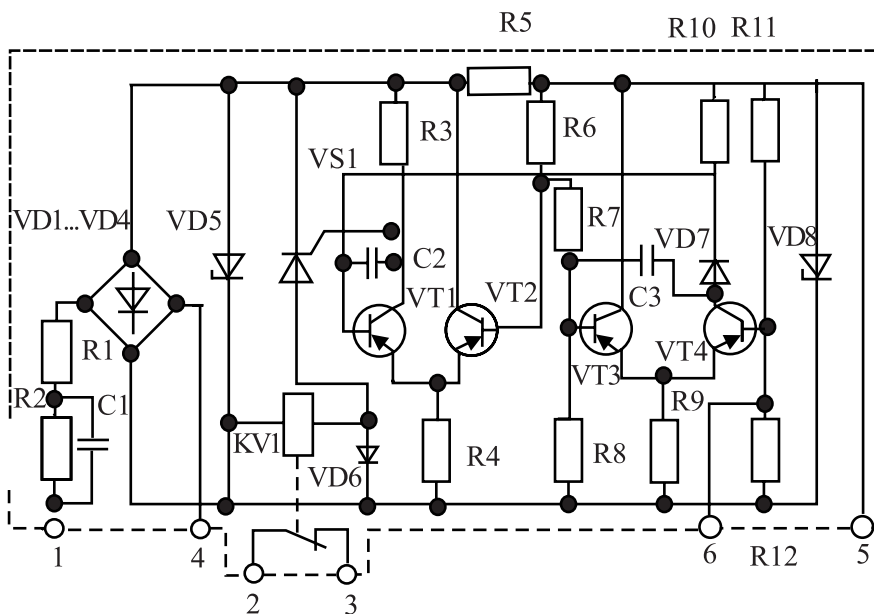 R5
R10 R11
R3
R6
VS1
R7
VD1...VD4
VD5
VD7
VD8
C2
VT1
VT2
C3
R1
VT3
VT4
R2
C1
R9
KV1
VD6
R4
R8
1
4
6
5
R12
2
3